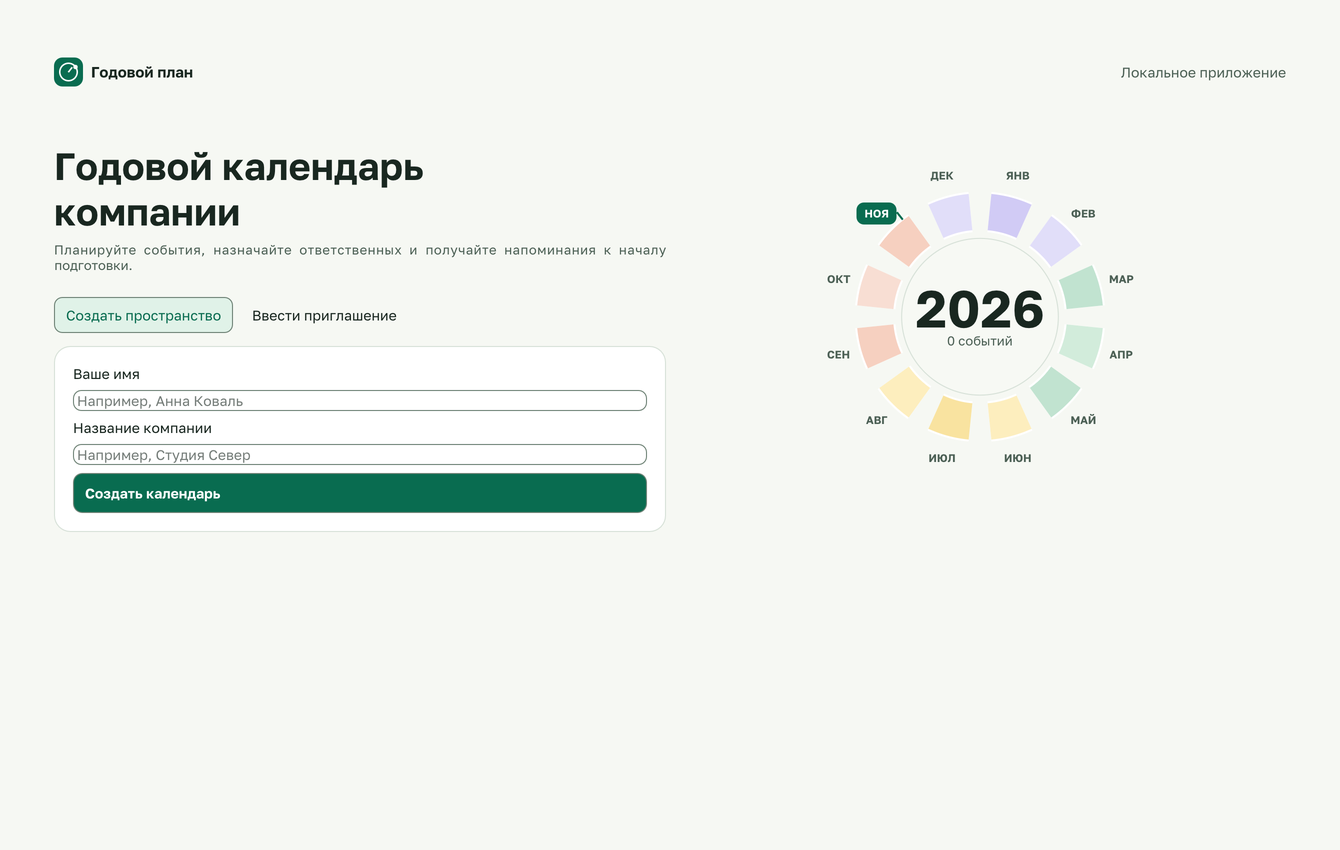 Годовой план
Локальное приложение
Годовой календарь
компании
Планируйте события, назначайте ответственных и получайте напоминания к началу
подготовки.
Создать пространство
Ввести приглашение
Ваше имя
Например, Анна Коваль
Название компании
Например, Студия Север
Создать календарь
ДЕК
ЯНВ
НОЯ
ФЕВ
ОКТ
МАР
2026
0 событий
СЕН
АПР
АВГ
МАЙ
ИЮЛ
ИЮН